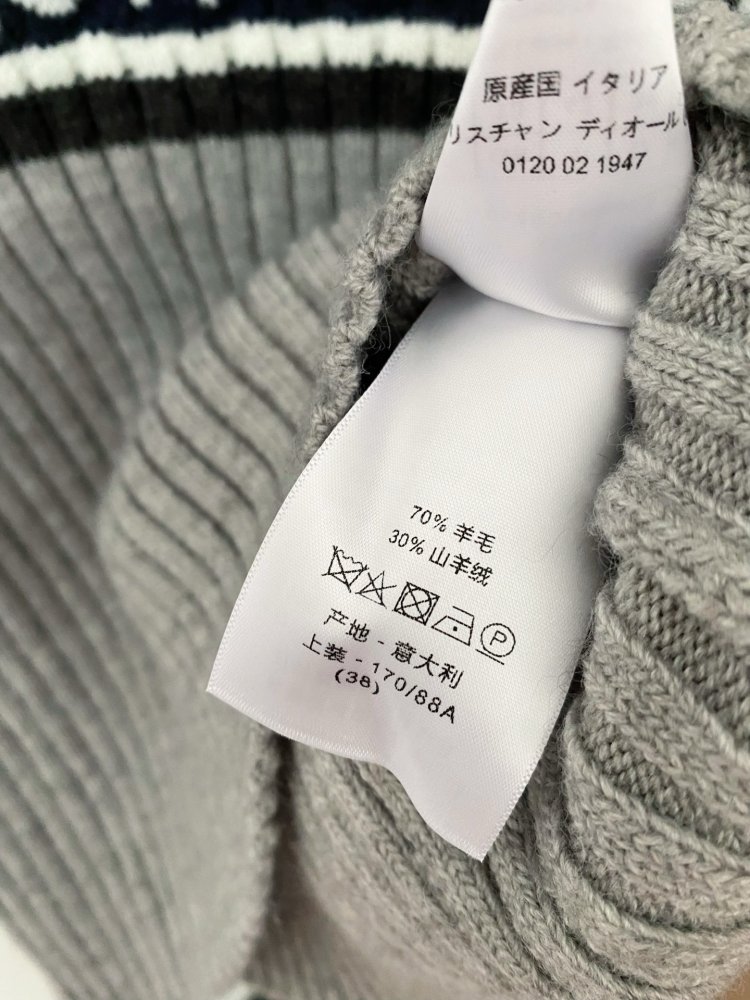 原産国 イタリア
リスチャン ディオール
0120 02 1947
70% 羊毛
30% 山羊绒
P
产地 - 意大利
上装 - 170/88A
(38)